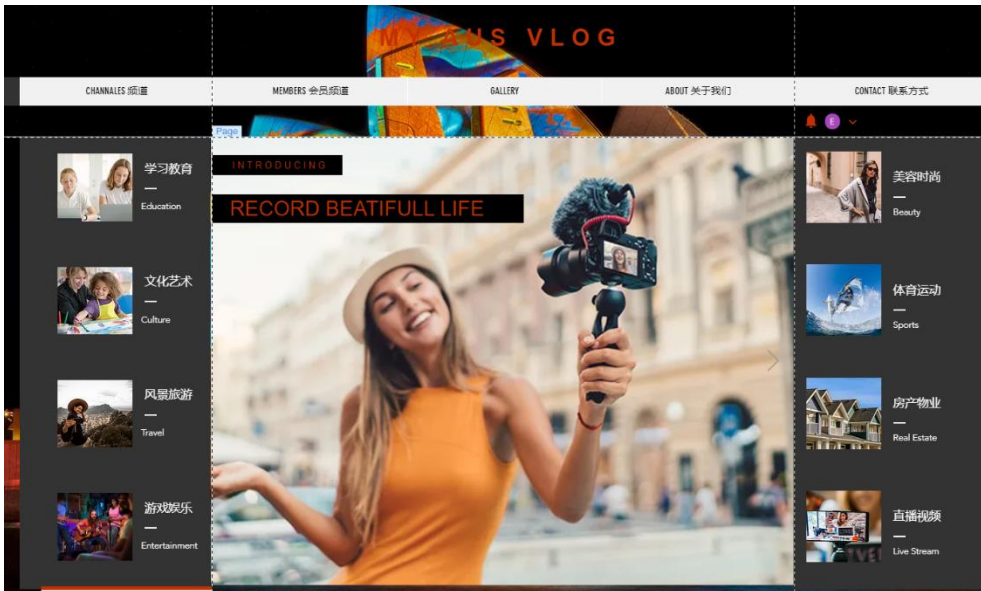 MY AUS VLOG
CHANNALES 频道
MEMBERS 会员频道
GALLERY
ABOUT 关于我们
CONTACT 联系方式
E
Page
学习教育
Education
文化艺术
Culture
风景旅游
Travel
游戏娱乐
Entertainment
INTRODUCING
RECORD BEATIFULL LIFE
美容时尚
Beauty
体育运动
Sports
房产物业
Real Estate
直播视频
Live Stream